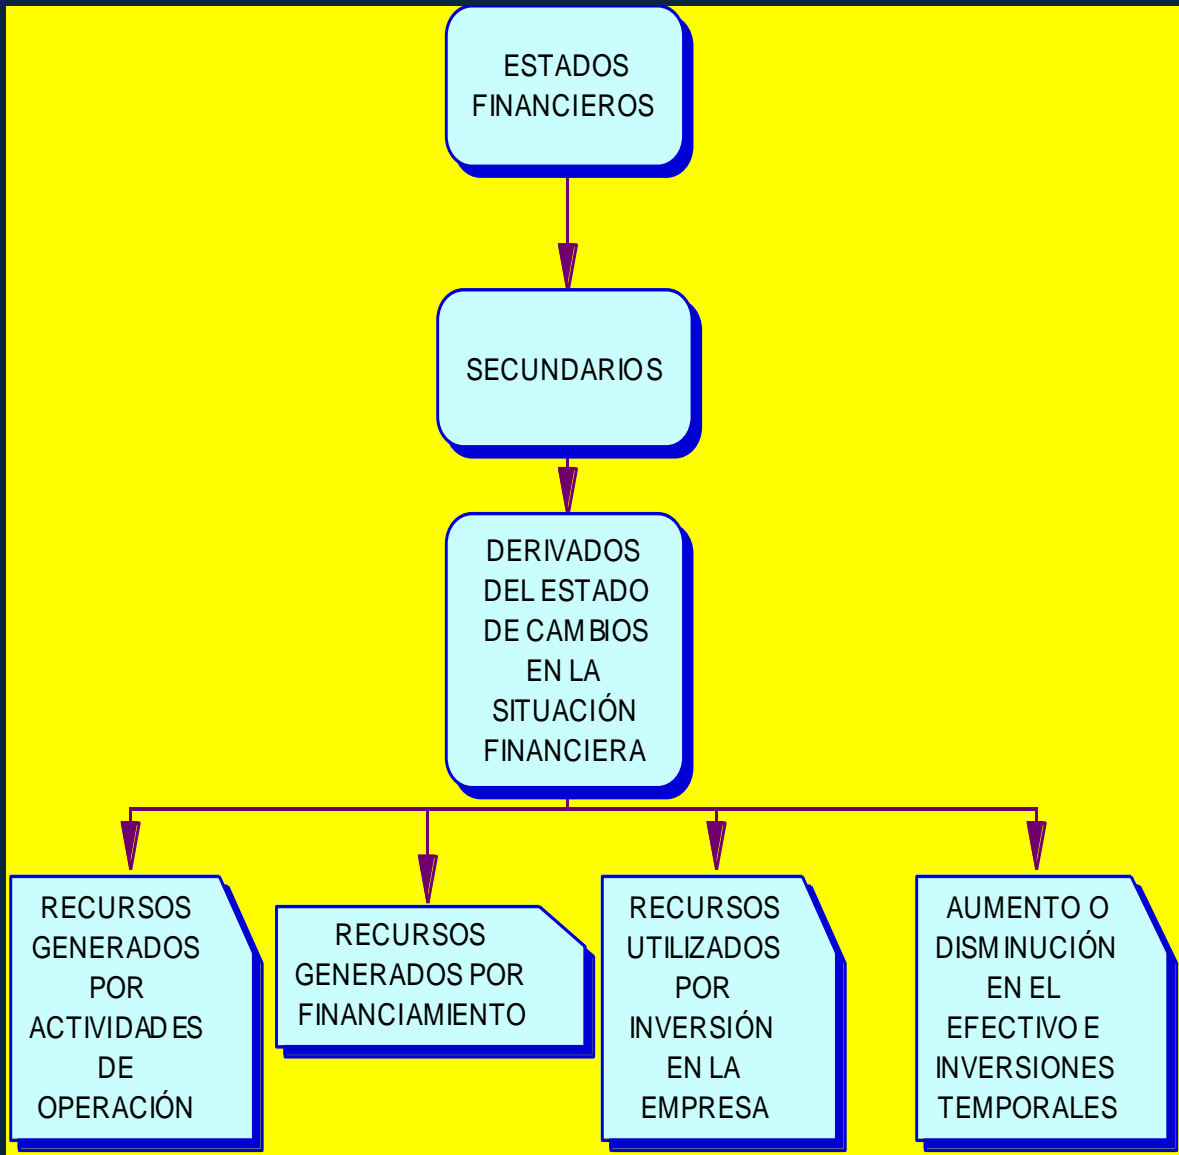 ESTADOS
FINANCIEROS
SECUNDARIOS
DERIVADOS
DEL ESTADO
DE CAMBIOS
EN LA
SITUACIÓN
FINANCIERA
RECURSOS
GENERADOS
POR
ACTIVIDADES
DE
OPERACIÓN
RECURSOS
GENERADOS POR
FINANCIAMIENTO
RECURSOS
UTILIZADOS
POR
INVERSIÓN
EN LA
EMPRESA
AUMENTO O
DISMINUCIÓN
EN EL
EFECTIVO E
INVERSIONES
TEMPORALES